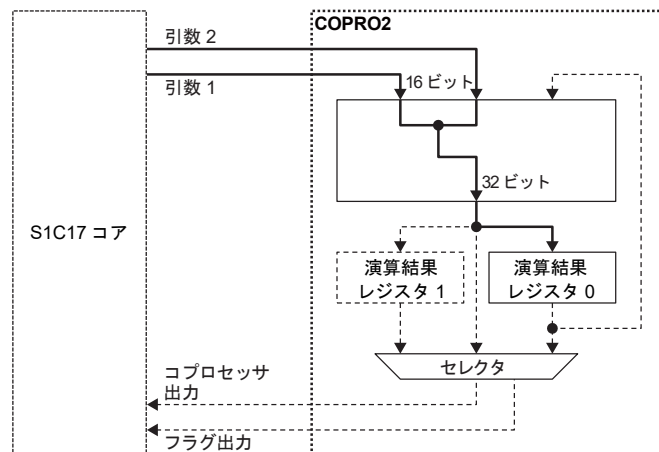 COPRO2
引数 2
引数 1
16 ビット
32 ビット
S1C17 コア
演算結果
レジスタ 1
演算結果
レジスタ 0
セレクタ
コプロセッサ
出力
フラグ出力